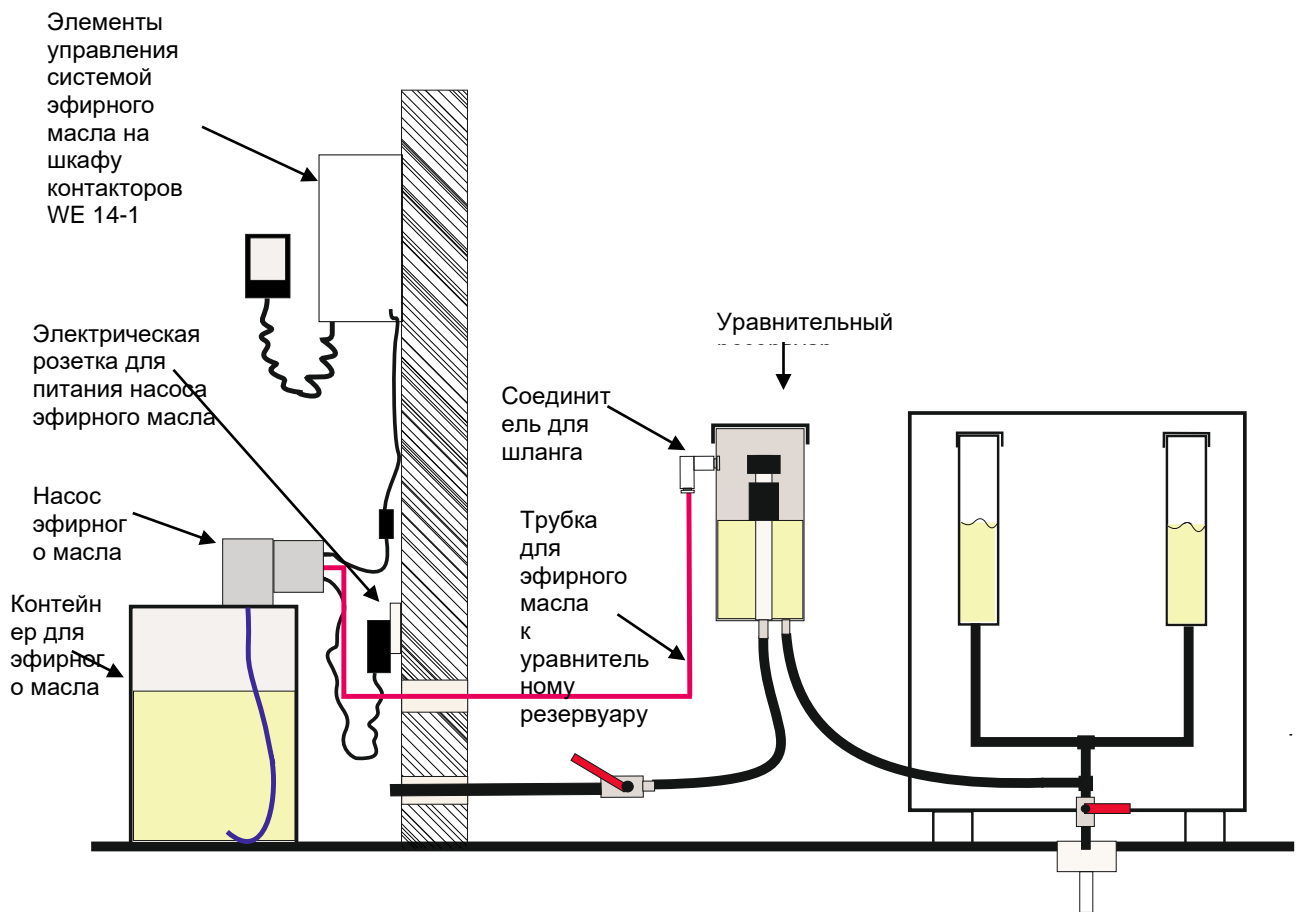 Элементы
управления
системой
эфирного
масла на
шкафу
контакторов
WE 14-1
Электрическая
розетка для
питания насоса
эфирного масла
Насос
эфирног
о масла
Контейн
ер для
эфирног
о масла
Уравнительный
Соединит
ель для
шланга
Трубка
для
эфирного
масла
к
уравнитель
ному
резервуару